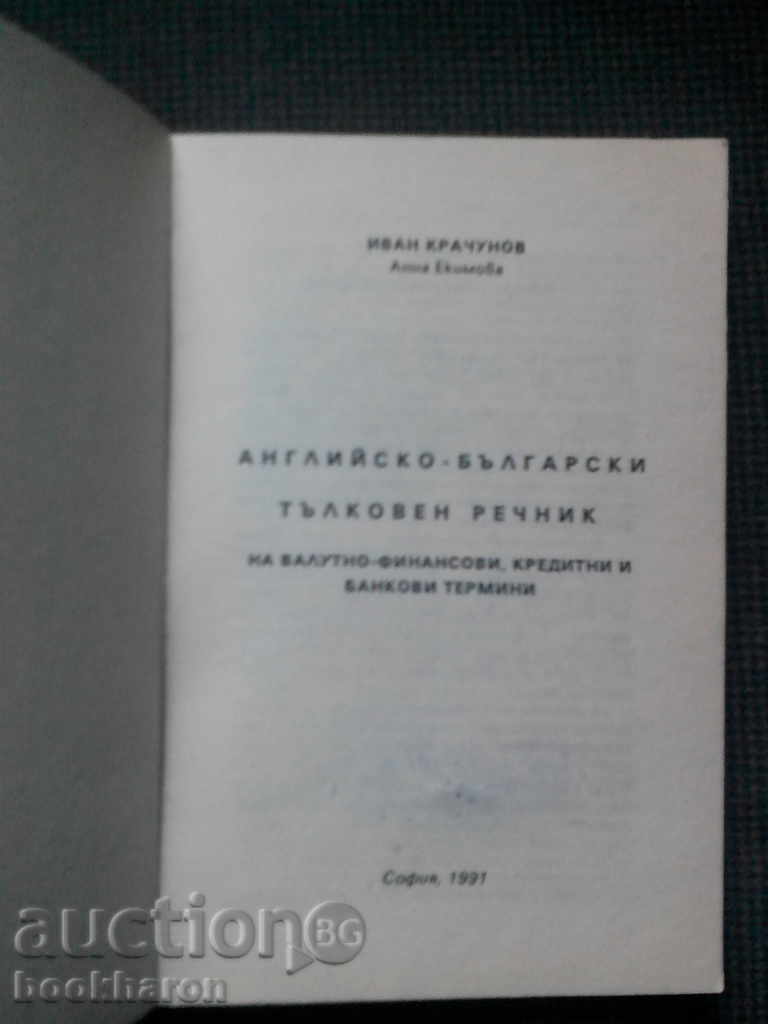 ИВАН КРАЧУНОВ
Анна Екимова
АНГЛИЙСКО-БЪЛГАРСКИ
ТЪЛКОВЕН РЕЧНИК
НА ВАЛУТНО-ФИНАНСОВИ, КРЕДИТНИ И
БАНКОВИ ТЕРМИНИ
София, 1991
auction BG
bookharon